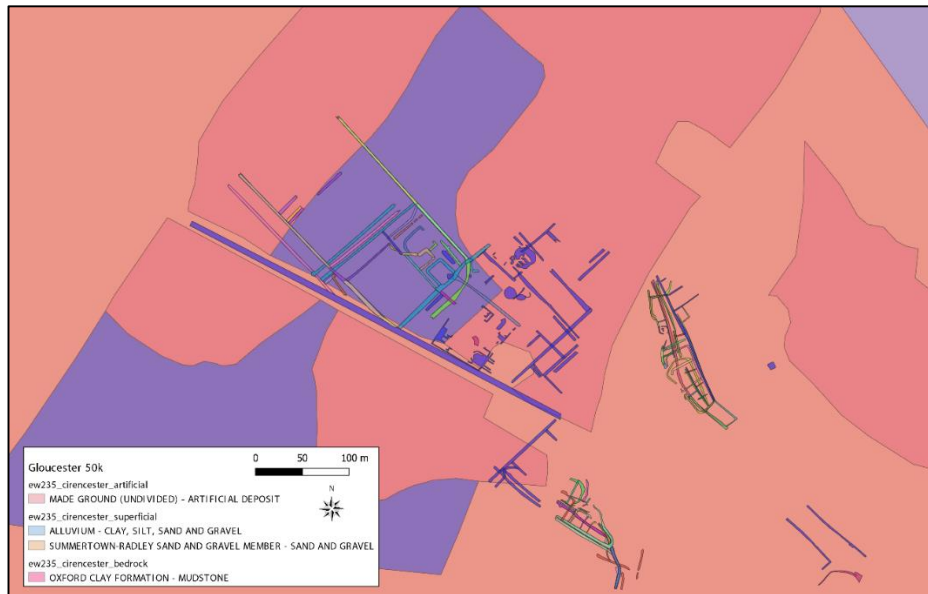 Gloucester 50k
0 50 100 m
ew235_cirencester_artificial
MADE GROUND (UNDIVIDED) - ARTIFICIAL DEPOSIT
N
ew235_cirencester_superficial
ALLUVIUM - CLAY, SILT, SAND AND GRAVEL
SUMMERTOWN-RADLEY SAND AND GRAVEL MEMBER - SAND AND GRAVEL
ew235_cirencester_bedrock
OXFORD CLAY FORMATION - MUDSTONE